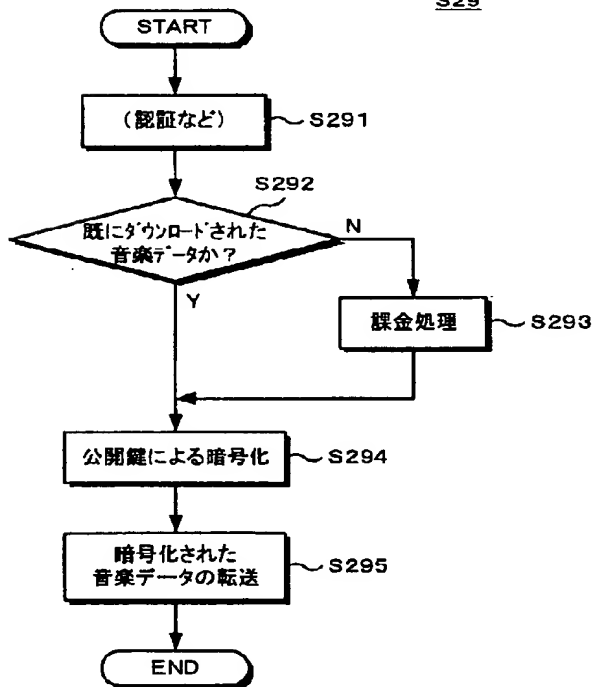 S29
START
(認証など)
S291
S292
既にダウンロードされた
音楽データか?
N
Y
課金処理
S293
公開鍵による暗号化
S294
暗号化された
音楽データの転送
S295
END